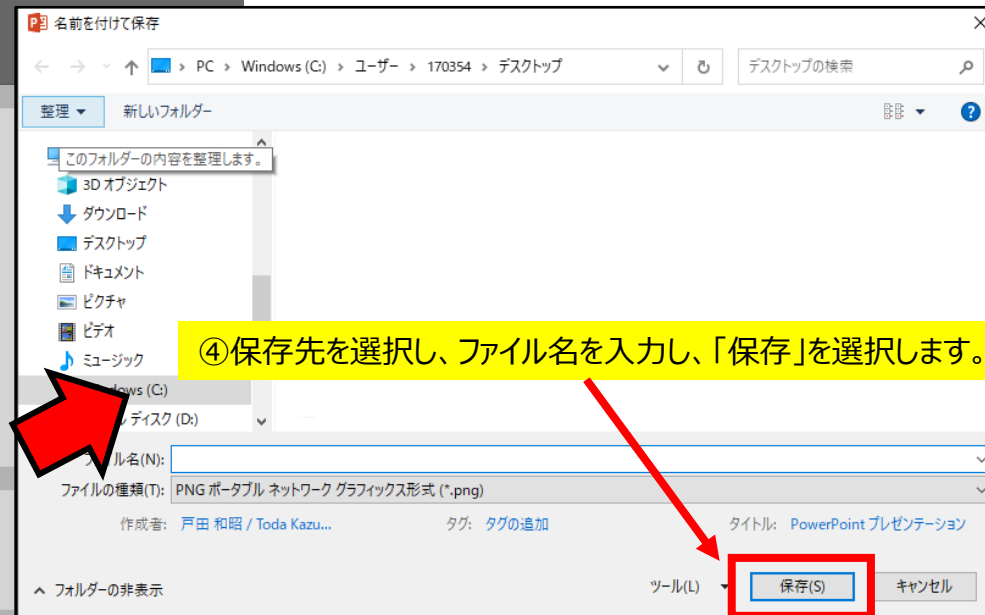 名前を付けて保存
PC › Windows (C:) › ユーザー › 170354 › デスクトップ
デスクトップの検索
整理 新しいフォルダー
このフォルダーの内容を整理します。
3D オブジェクト
ダウンロード
デスクトップ
ドキュメント
ピクチャ
ビデオ
④保存先を選択し、ファイル名を入力し、「保存」を選択します。
ミュージック
(C:)
ディスク (D:)
ル名(N):
ファイルの種類(T): PNG ポータブル ネットワーク グラフィックス形式 (*.png)
作成者: 戸田 和昭 / Toda Kazu... タグ: タグの追加 タイトル: PowerPoint プレゼンテーション
フォルダーの非表示 ツール(L) 保存(S) キャンセル